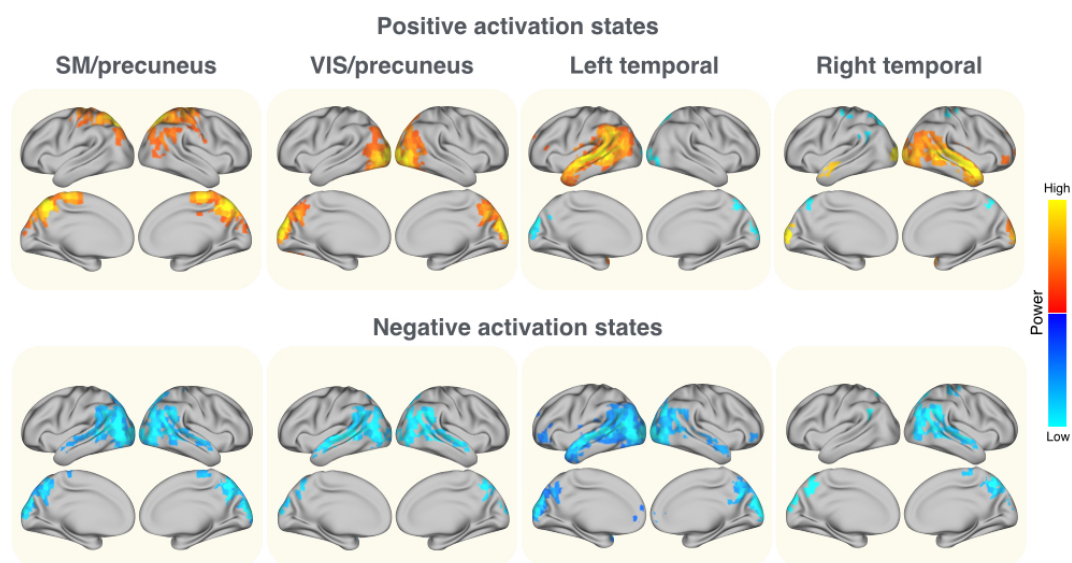 Positive activation states
SM/precuneus
VIS/precuneus
Left temporal
Right temporal
High
Power
Low
Negative activation states